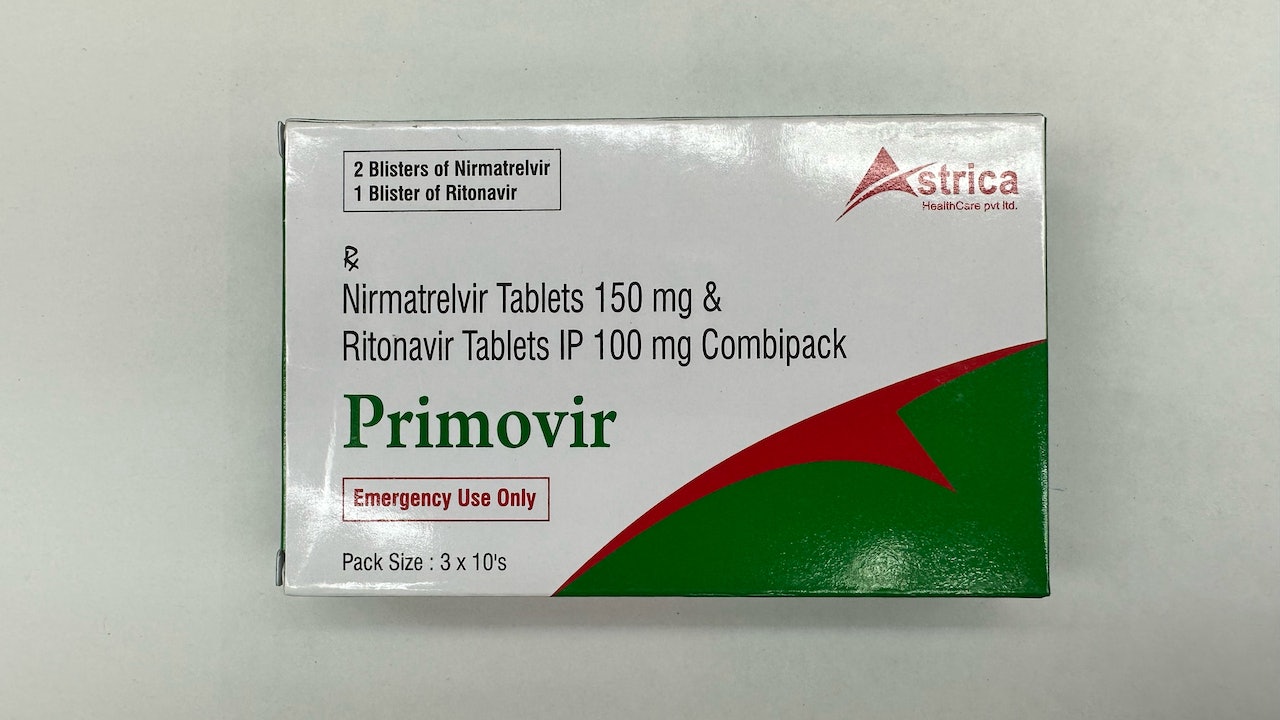 2 Blisters of Nirmatrelvir
1 Blister of Ritonavir
Astrica
HealthCare pvt ltd.
℞
Nirmatrelvir Tablets 150 mg &
Ritonavir Tablets IP 100 mg Combipack
Primovir
Emergency Use Only
Pack Size : 3 x 10's